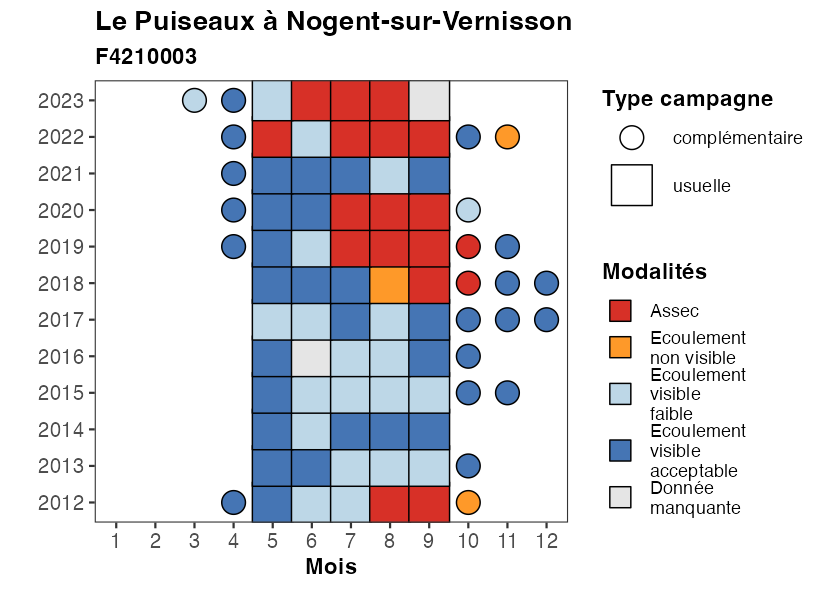 Le Puiseaux à Nogent-sur-Vernisson
F4210003
2023
2022
2021
2020
2019
2018
2017
2016
2015
2014
2013
2012
1 2 3 4 5 6 7 8 9 10 11 12
Mois
Type campagne
complémentaire
usuelle
Modalités
Assec
Ecoulement
non visible
Ecoulement
visible
faible
Ecoulement
visible
acceptable
Donnée
manquante